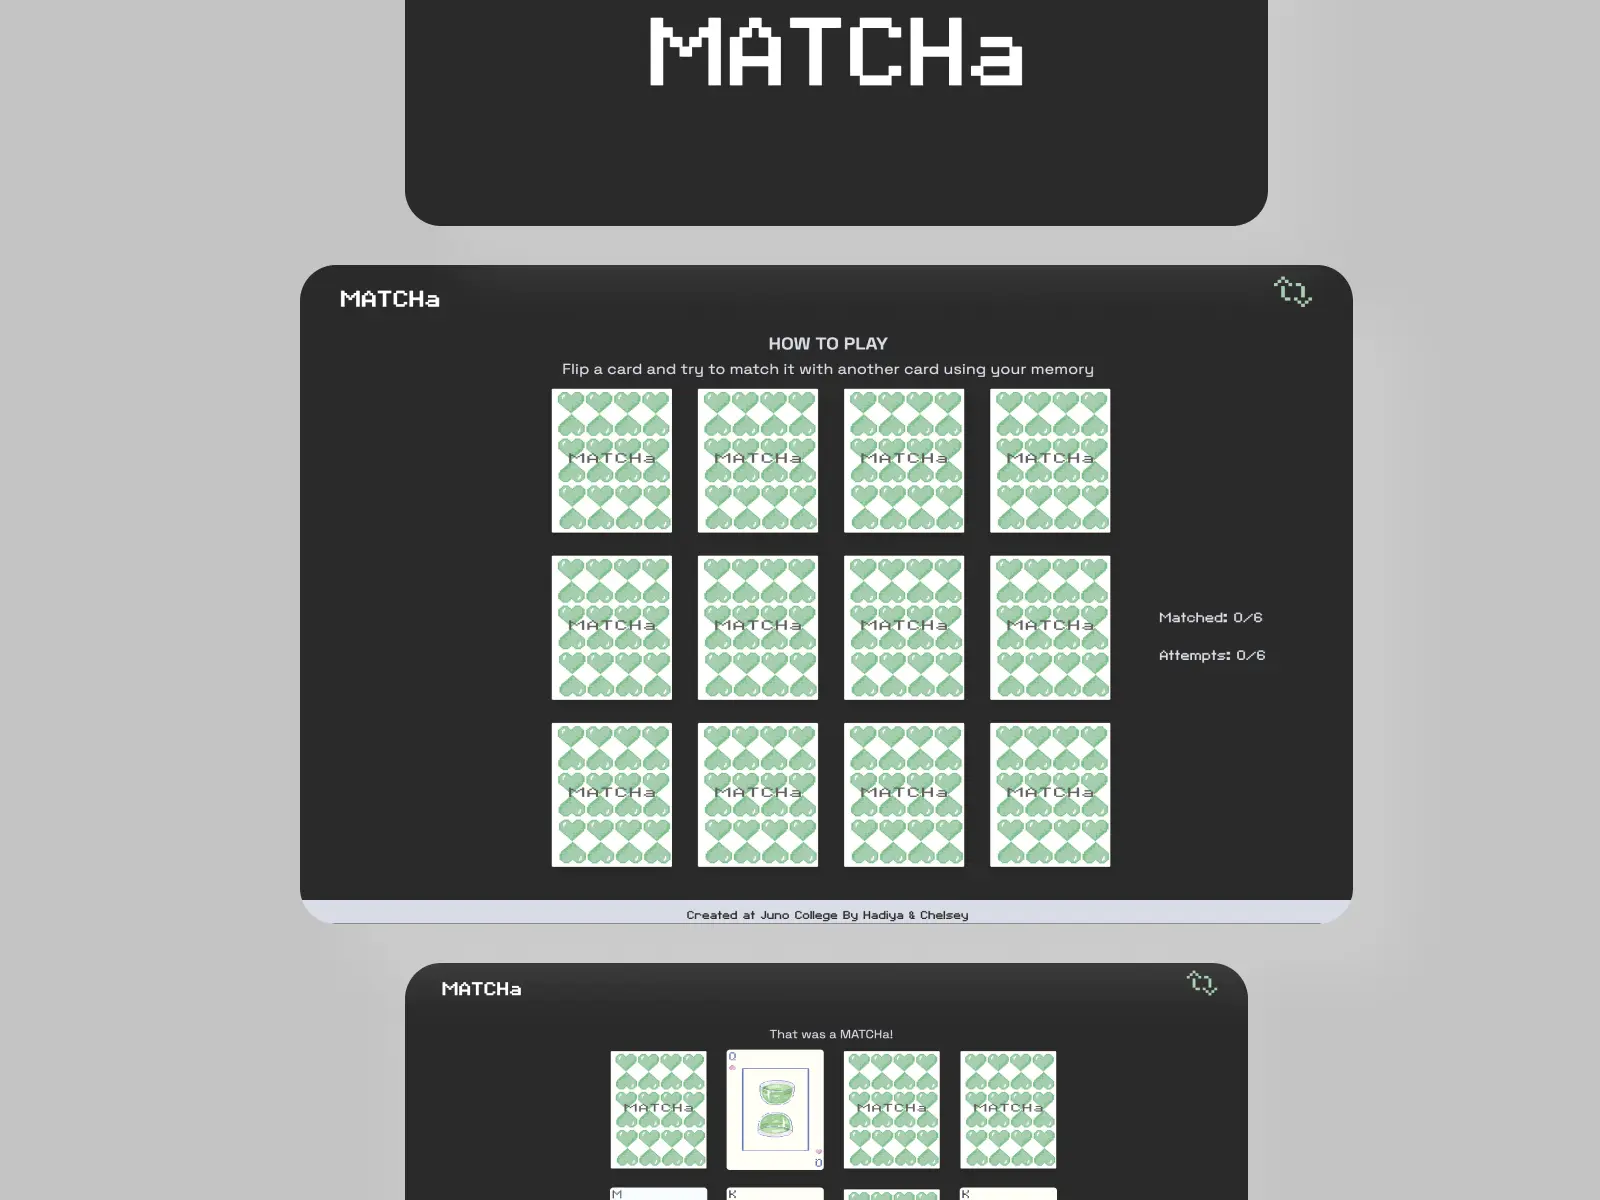 MATCHa
MATCHa
HOW TO PLAY
Flip a card and try to match it with another card using your memory
MATCHa MATCHa MATCHa MATCHa
MATCHa MATCHa MATCHa MATCHa
Matched: 0/6
Attempts: 0/6
MATCHa MATCHa MATCHa MATCHa
Created at Juno College By Hadiya & Chelsey
MATCHa
That was a MATCHa!
Q
MATCHa MATCHa MATCHa
Q
M K K